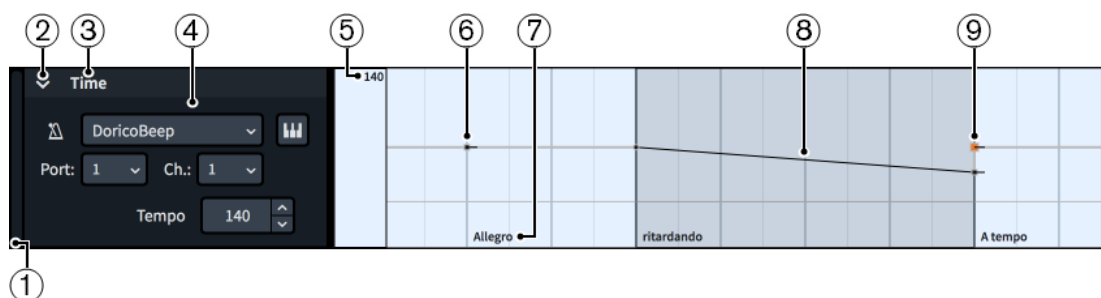 ② ③ ④ ⑤ ⑥ ⑦ ⑧ ⑨
Time
140
DoricoBeep
Port: 1 Ch.: 1
Tempo 140
Allegro ritardando A tempo
①